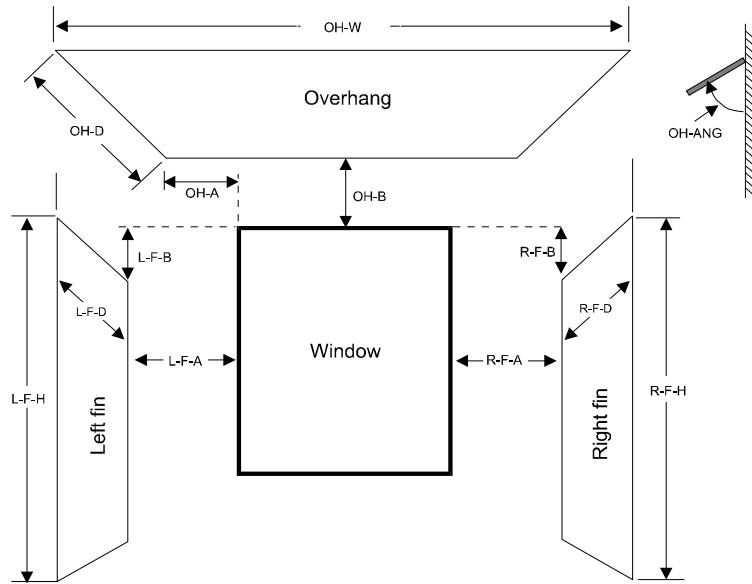 OH-W
Overhang
OH-D
OH-ANG
OH-A
OH-B
L-F-B
R-F-B
L-F-D
R-F-D
Window
L-F-A
R-F-A
L-F-H
R-F-H
Left fin
Right fin